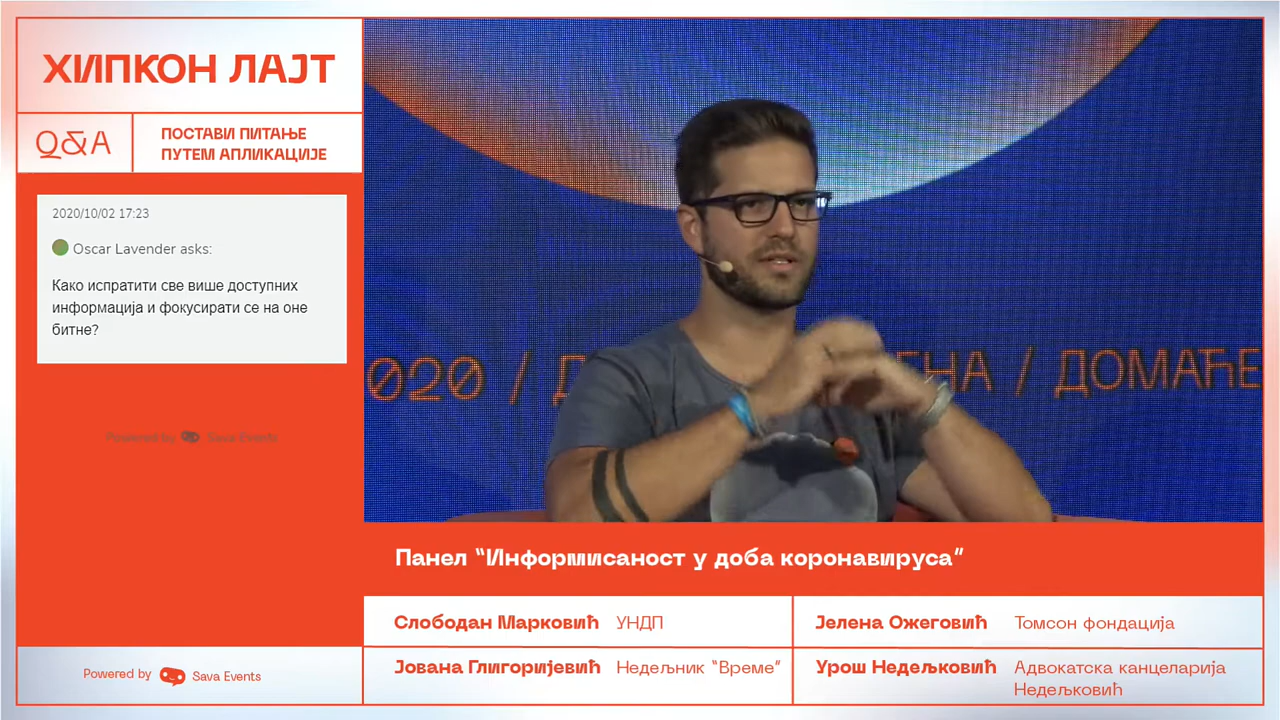 ХИПКОН ЛАЈТ
Q&A
ПОСТАВИ ПИТАЊЕ
ПУТЕМ АПЛИКАЦИЈЕ
2020/10/02 17:23
Oscar Lavender asks:
Како испратити све више доступних
информација и фокусирати се на оне
битне?
Powered by Sava Events
020 / Д ЕНА / ДОМАЋЕ
Панел “Информисаност у доба коронавируса”
Слободан Марковић УНДП
Јелена Ожеговић Томсон фондација
Јована Глигоријевић Недељник “Време”
Урош Недељковић Адвокатска канцеларија
Недељковић
Powered by Sava Events